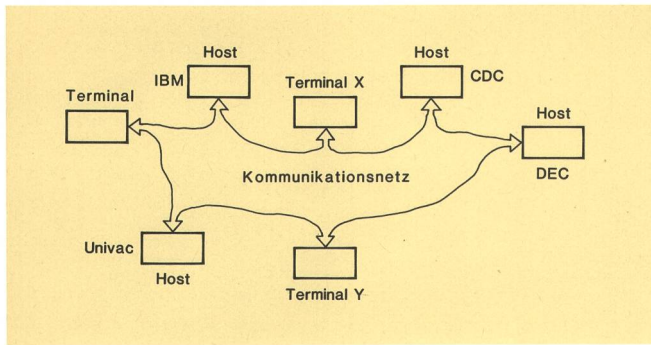 Host
IBM
Terminal X
Host
CDC
Terminal
Host
DEC
Kommunikationsnetz
Univac
Host
Terminal Y